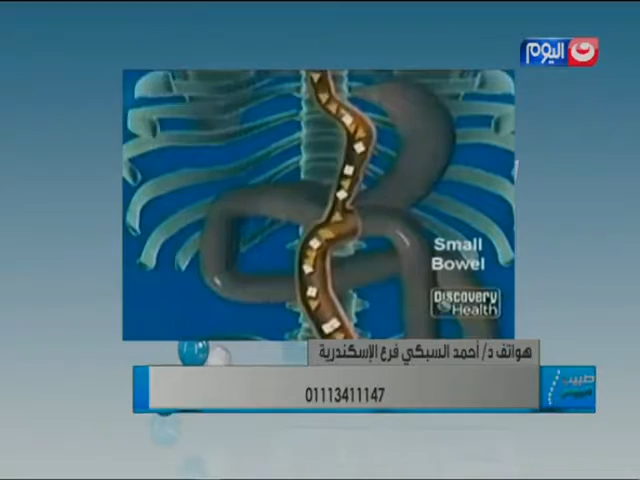 اليوم
Small
Bowel
Discovery
Health
هواتف د/ أحمد السبكي فرع الإسكندرية
01113411147
طبيب